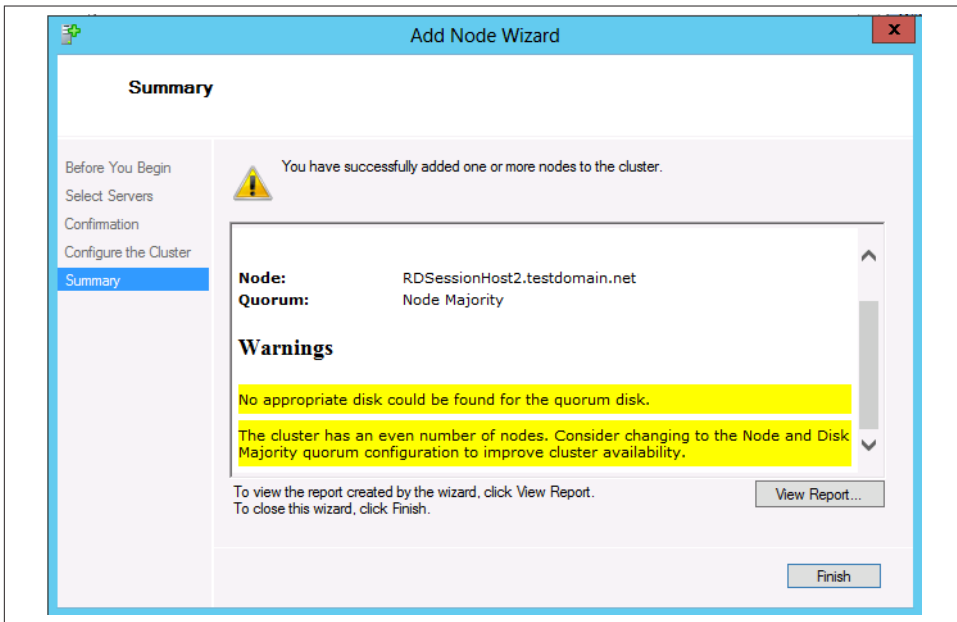 Add Node Wizard
x
Summary
Before You Begin
Select Servers
Confirmation
Configure the Cluster
Summary
You have successfully added one or more nodes to the cluster.
Node: RDSessionHost2.testdomain.net
Quorum: Node Majority
Warnings
No appropriate disk could be found for the quorum disk.
The cluster has an even number of nodes. Consider changing to the Node and Disk
Majority quorum configuration to improve cluster availability.
To view the report created by the wizard, click View Report.
To close this wizard, click Finish.
View Report...
Finish